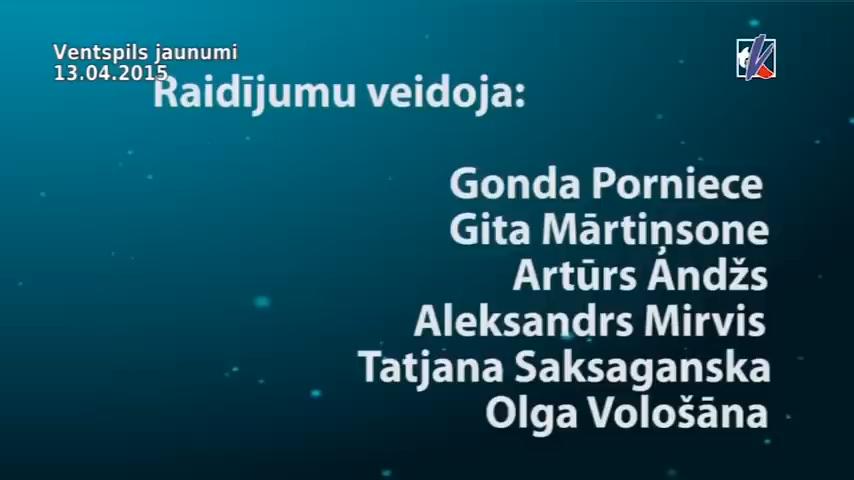 Ventspils jaunumi
13.04.2015
Raidījumu veidoja:
Gonda Porniece
Gita Mārtiņsone
Artūrs Andžs
Aleksandrs Mirvis
Tatjana Saksaganska
Olga Vološāna